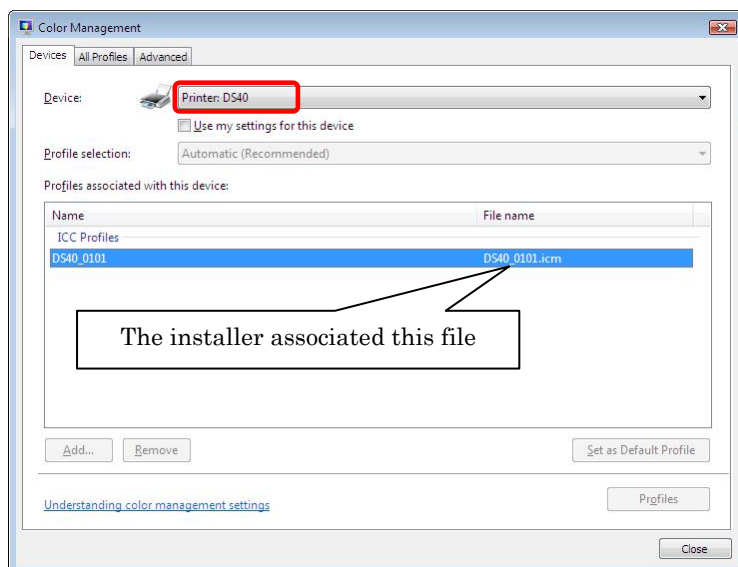 Color Management
Devices All Profiles Advanced
Device: Printer: DS40
Use my settings for this device
Profile selection: Automatic (Recommended)
Profiles associated with this device:
Name File name
ICC Profiles
DS40_0101 DS40_0101.icm
The installer associated this file
Add... Remove Set as Default Profile
Understanding color management settings Profiles
Close